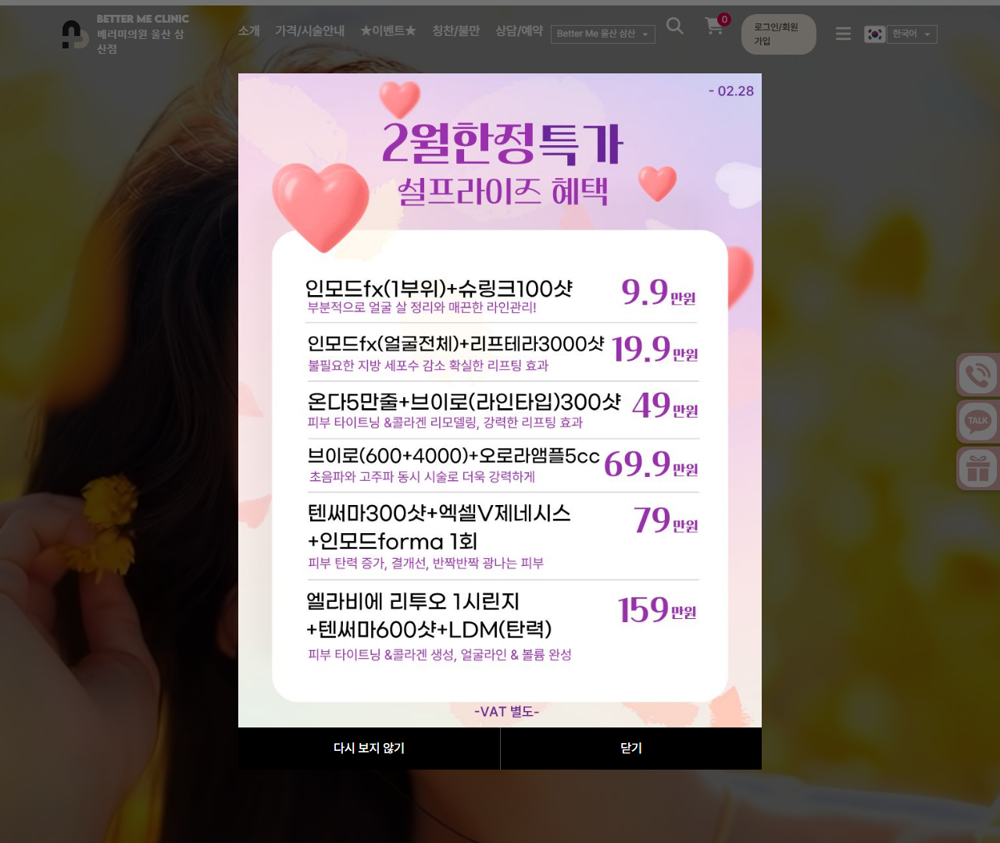 BETTER ME CLINIC
베러미의원 울산 삼
산점
소개 가격/시술안내 ★이벤트★ 칭찬/불만 상담/예약 Better Me 울산 삼산
0
로그인/회원
가입
한국어
- 02.28
2월한정특가
설프라이즈 혜택
인모드fx(1부위)+슈링크100샷 9.9만원
부분적으로 얼굴 살 정리와 매끈한 라인관리!
인모드fx(얼굴전체)+리프테라3000샷 19.9만원
불필요한 지방 세포수 감소 확실한 리프팅 효과
온다5만줄+브이로(라인타입)300샷 49만원
피부 타이트닝 &콜라겐 리모델링, 강력한 리프팅 효과
브이로(600+4000)+오로라앰플5cc 69.9만원
초음파와 고주파 동시 시술로 더욱 강력하게
텐써마300샷+엑셀V제네시스 79만원
+인모드forma 1회
피부 탄력 증가, 결개선, 반짝반짝 광나는 피부
엘라비에 리투오 1시린지 159만원
+텐써마600샷+LDM(탄력)
피부 타이트닝 &콜라겐 생성, 얼굴라인 & 볼륨 완성
-VAT 별도-
다시 보지 않기 닫기
TALK